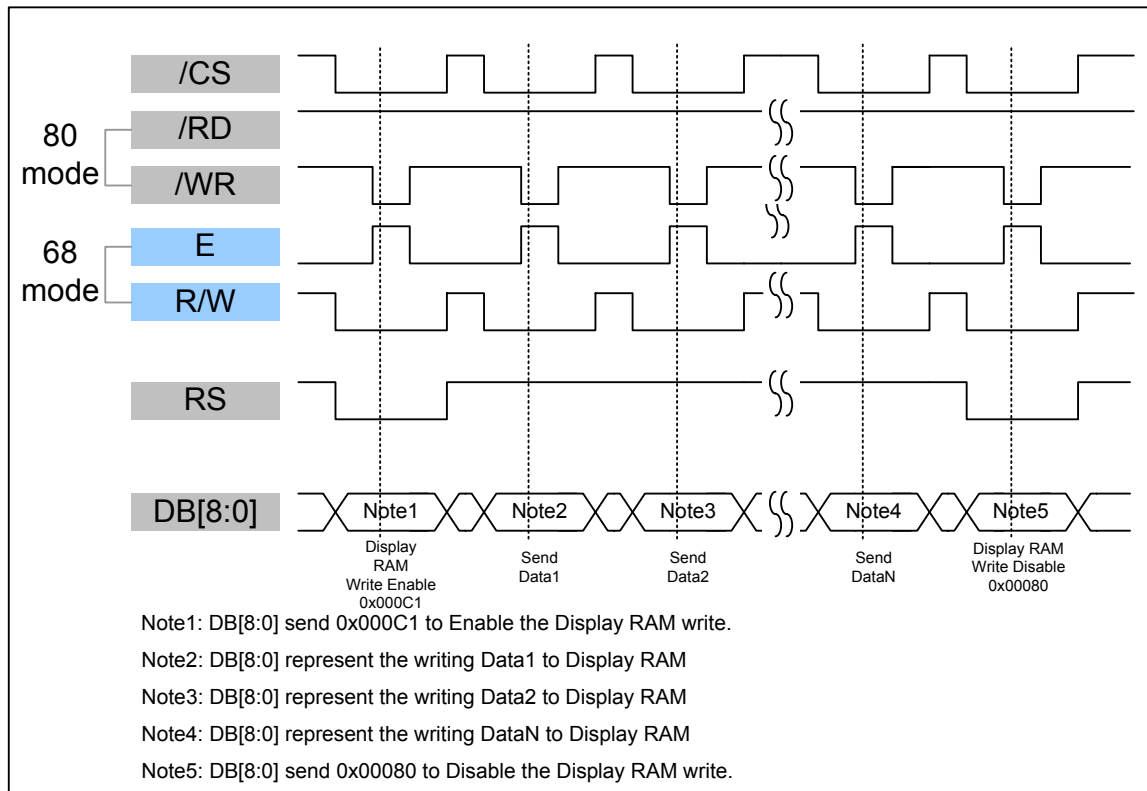 /CS
/RD
80
mode
/WR
E
68
mode
R/W
RS
DB[8:0]
Note1
Note2
Note3
Note4
Note5
Display
RAM
Write Enable
0x000C1
Send
Data1
Send
Data2
Send
DataN
Display RAM
Write Disable
0x00080
Note1: DB[8:0] send 0x000C1 to Enable the Display RAM write.
Note2: DB[8:0] represent the writing Data1 to Display RAM
Note3: DB[8:0] represent the writing Data2 to Display RAM
Note4: DB[8:0] represent the writing DataN to Display RAM
Note5: DB[8:0] send 0x00080 to Disable the Display RAM write.